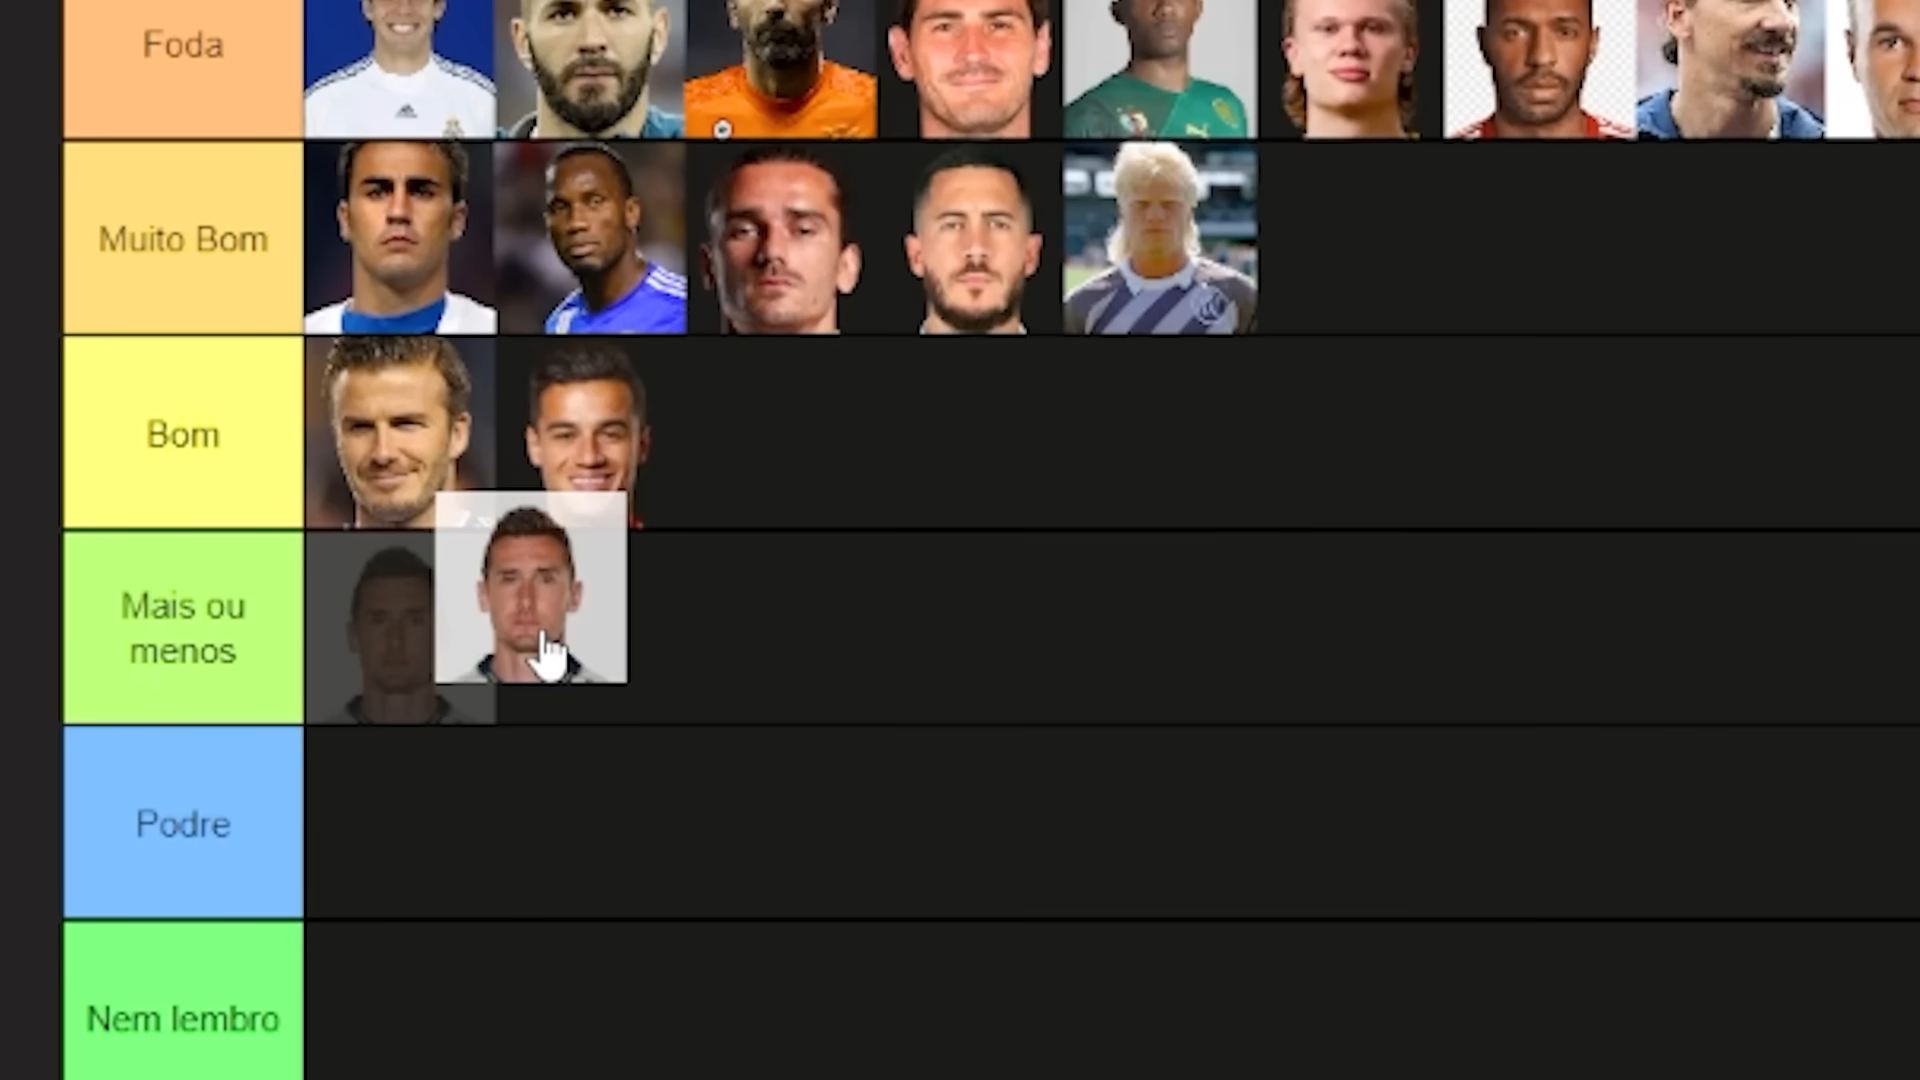 Foda
Muito Bom
Bom
Mais ou
menos
Podre
Nem lembro